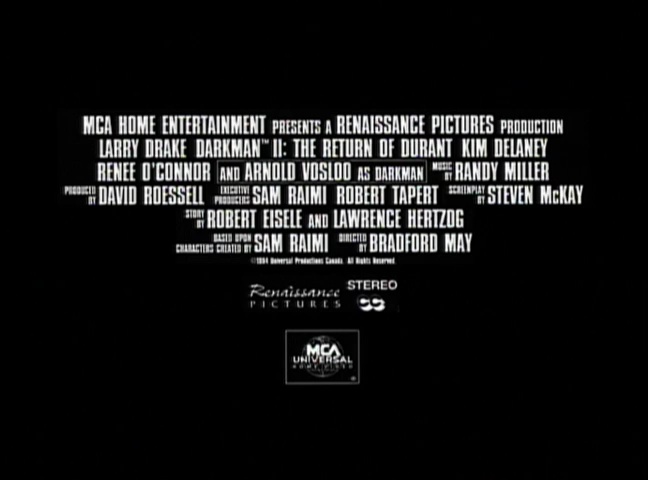 MCA HOME ENTERTAINMENT PRESENTS A RENAISSANCE PICTURES PRODUCTION
LARRY DRAKE DARKMAN™ II: THE RETURN OF DURANT KIM DELANEY
RENEE O'CONNOR AND ARNOLD VOSLOO AS DARKMAN MUSIC BY RANDY MILLER
PRODUCED BY DAVID ROESSELL EXECUTIVE PRODUCERS SAM RAIMI ROBERT TAPERT SCREENPLAY BY STEVEN McKAY
STORY BY ROBERT EISELE AND LAWRENCE HERTZOG
BASED UPON CHARACTERS CREATED BY SAM RAIMI DIRECTED BY BRADFORD MAY
©1994 Universal Productions Canada. All Rights Reserved.
Renaissance PICTURES
STEREO
CC
MCA
UNIVERSAL
HOME VIDEO